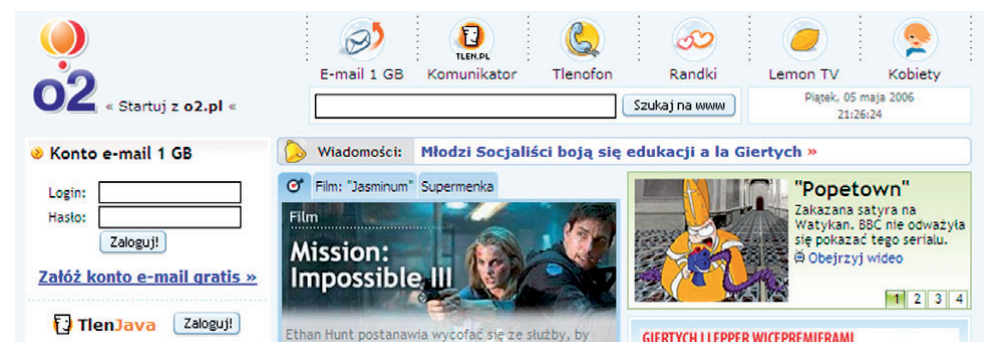 TLEN.PL
E-mail 1 GB
Komunikator
Tlenofon
Randki
Lemon TV
Kobiety
o2
« Startuj z o2.pl «
Szukaj na www
Piątek, 05 maja 2006
21:26:24
Konto e-mail 1 GB
Login:
Hasło:
Zaloguj!
Załóż konto e-mail gratis »
TlenJava
Zaloguj!
Wiadomości:
Młodzi Socjaliści boją się edukacji a la Giertych »
Film: "Jasminum"
Supermenka
Film
Mission:
Impossible III
Ethan Hunt postanawia wycofać się ze służby, by
"Popetown"
Zakazana satyra na
Watykan. BBC nie odważyła
się pokazać tego serialu.
Obejrzyj wideo
1 2 3 4
GIERTYCH I LEPPER WICEPREMIERAMI